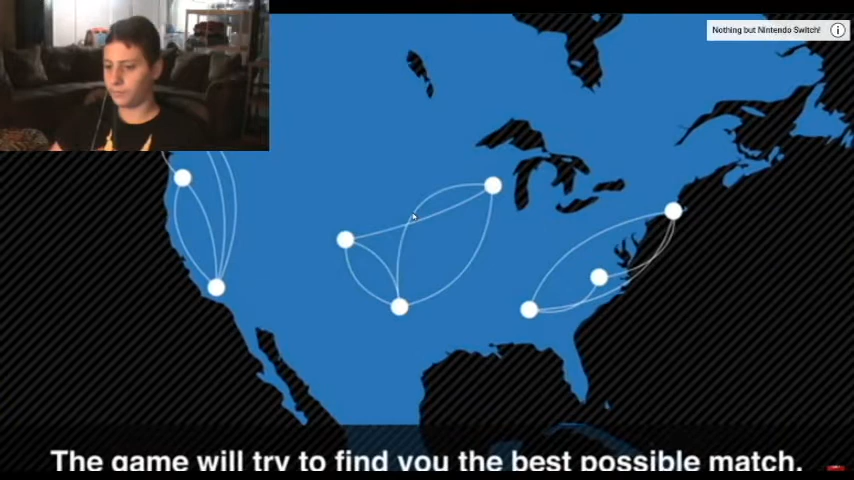 Nothing but Nintendo Switch!
The game will try to find you the best possible match.